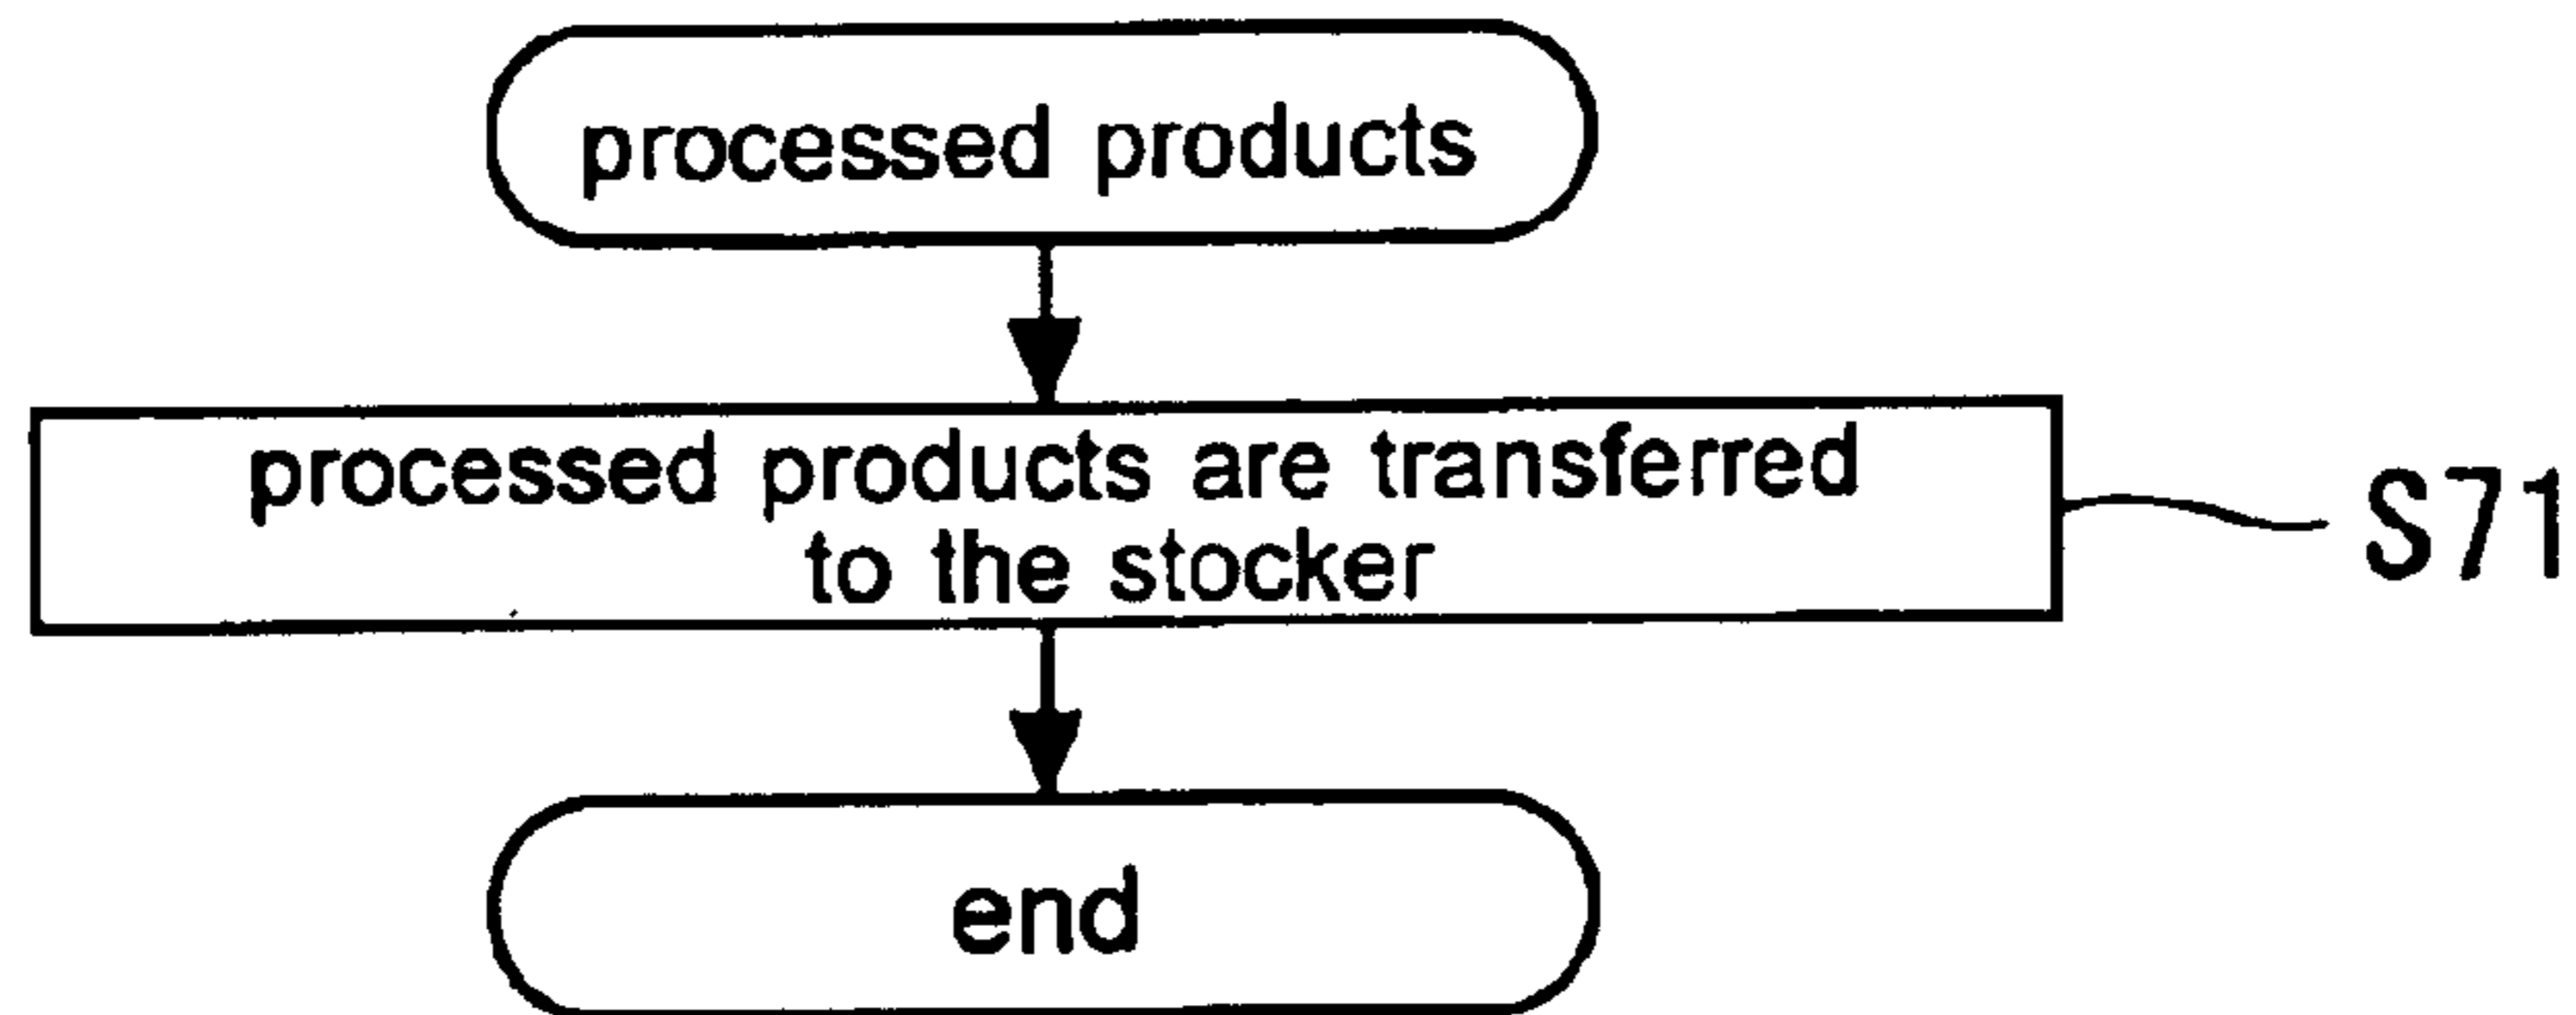 processed products
processed products are transferred
to the stocker
S71
end